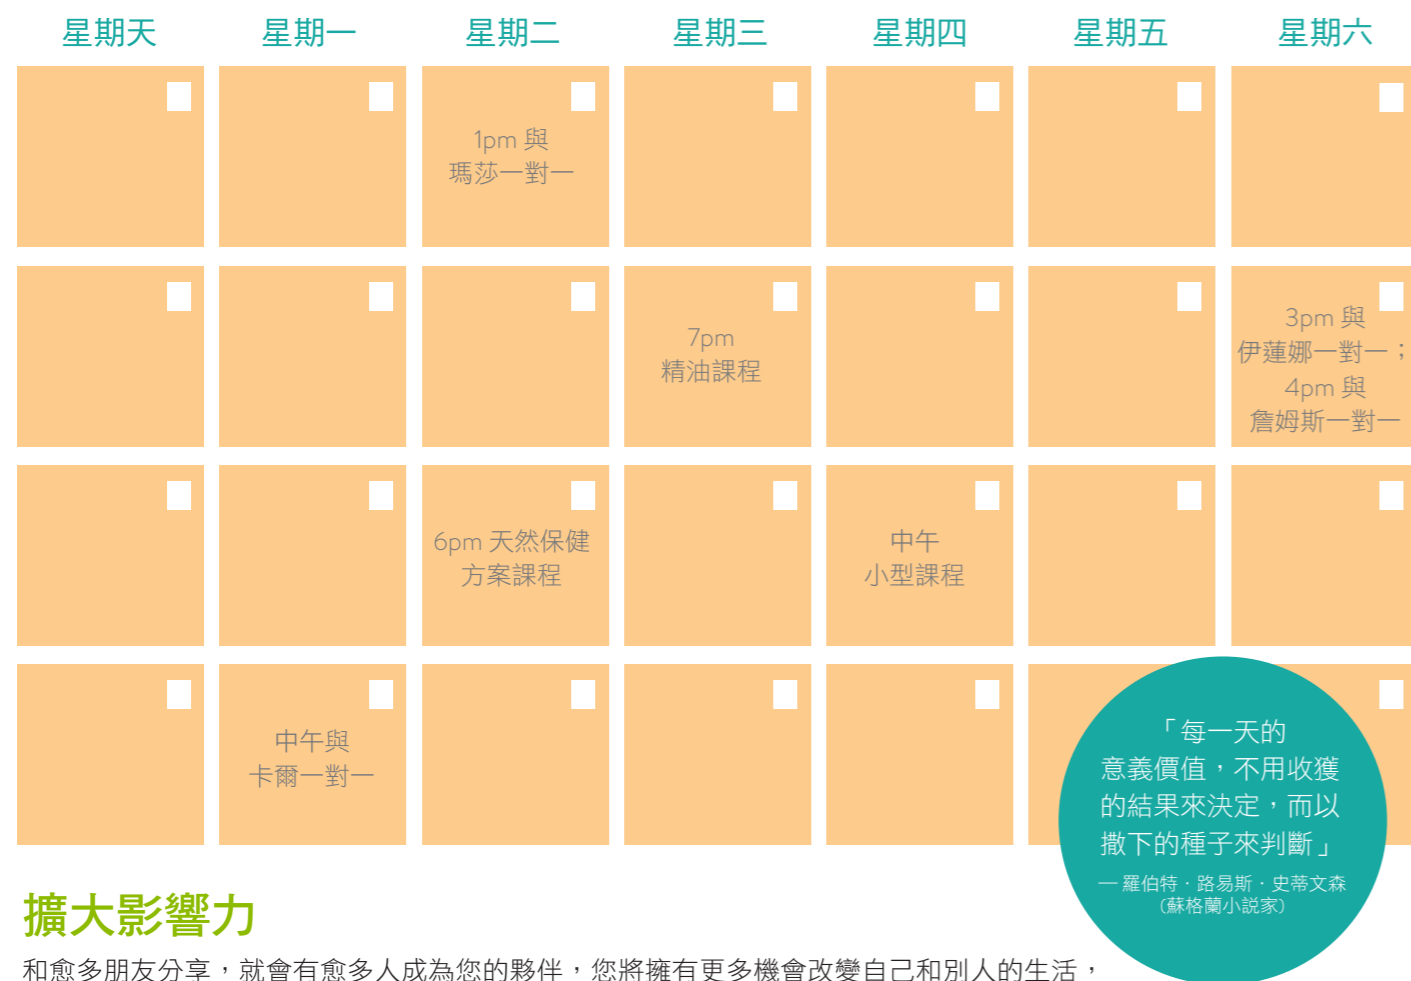 星期天 星期一 星期二 星期三 星期四 星期五 星期六
1pm 與
瑪莎一對一
7pm
精油課程
3pm 與
伊蓮娜一對一；
4pm 與
詹姆斯一對一
6pm 天然保健
方案課程
中午
小型課程
中午與
卡爾一對一
「每一天的
意義價值，不用收獲
的結果來決定，而以
撒下的種子來判斷」
— 羅伯特．路易斯．史蒂文森
(蘇格蘭小說家)
擴大影響力
和愈多朋友分享，就會有愈多人成為您的夥伴，您將擁有更多機會改變自己和別人的生活，